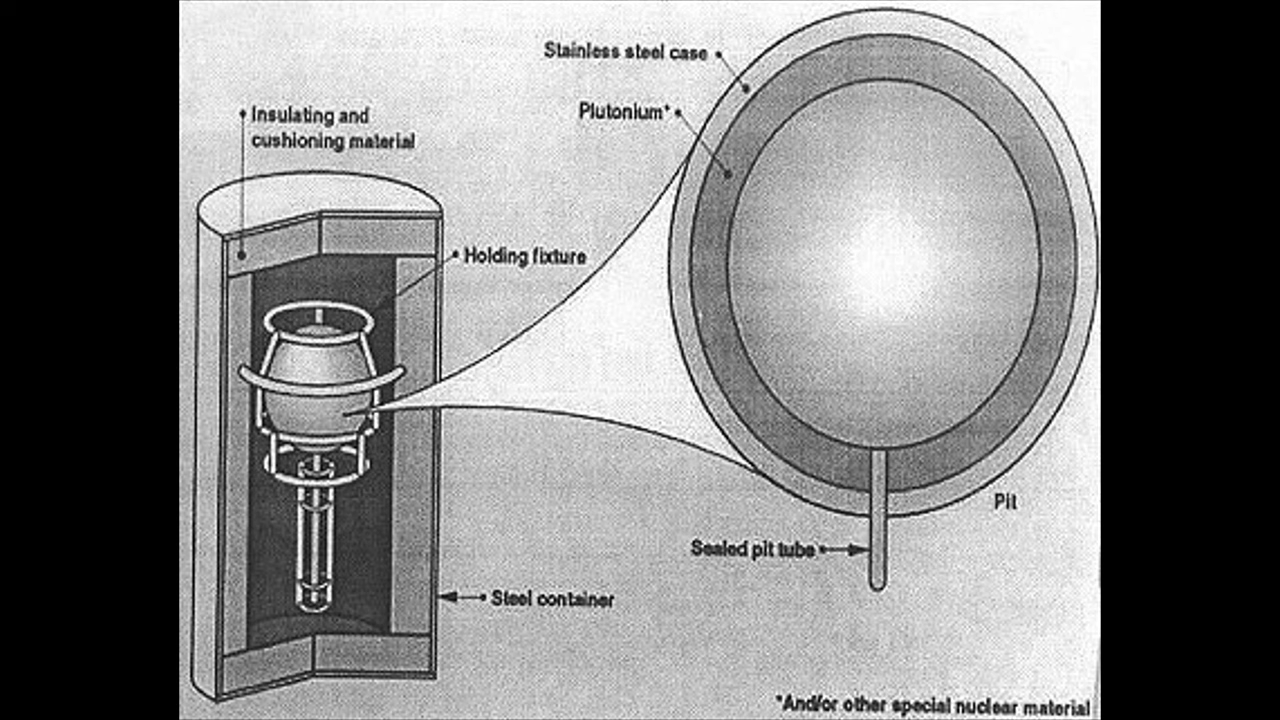 Stainless steel case
Plutonium*
Insulating and
cushioning material
Holding fixture
Pit
Sealed pit tube
Steel container
*And/or other special nuclear material